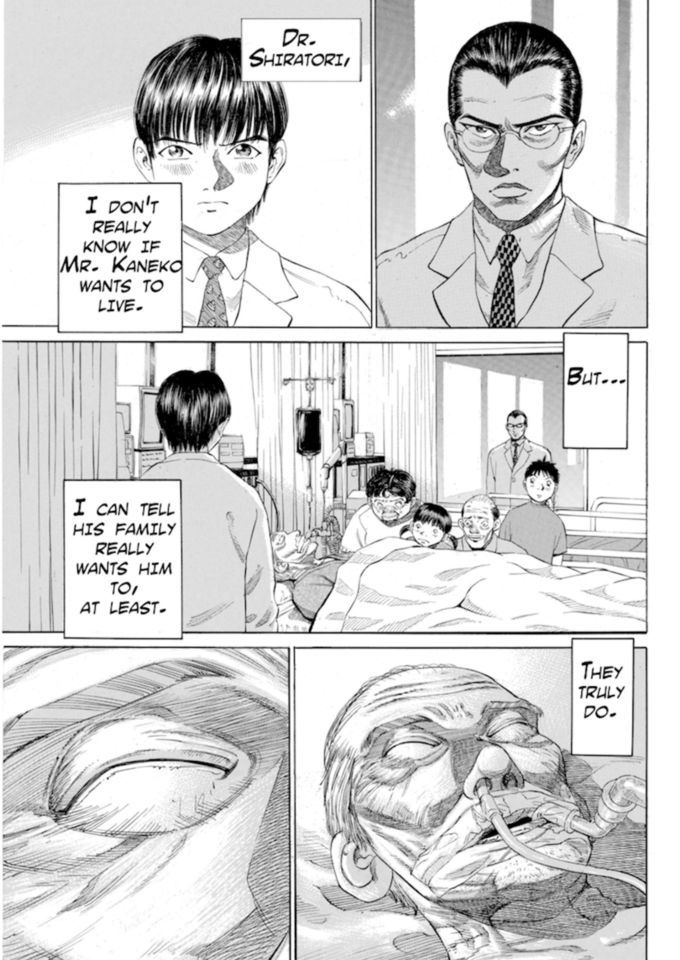 DR.
SHIRATORI,
I DON'T
REALLY
KNOW IF
MR. KANEKO
WANTS TO
LIVE.
BUT---
I CAN TELL
HIS FAMILY
REALLY
WANTS HIM
TO,
AT LEAST.
THEY
TRULY
DO.